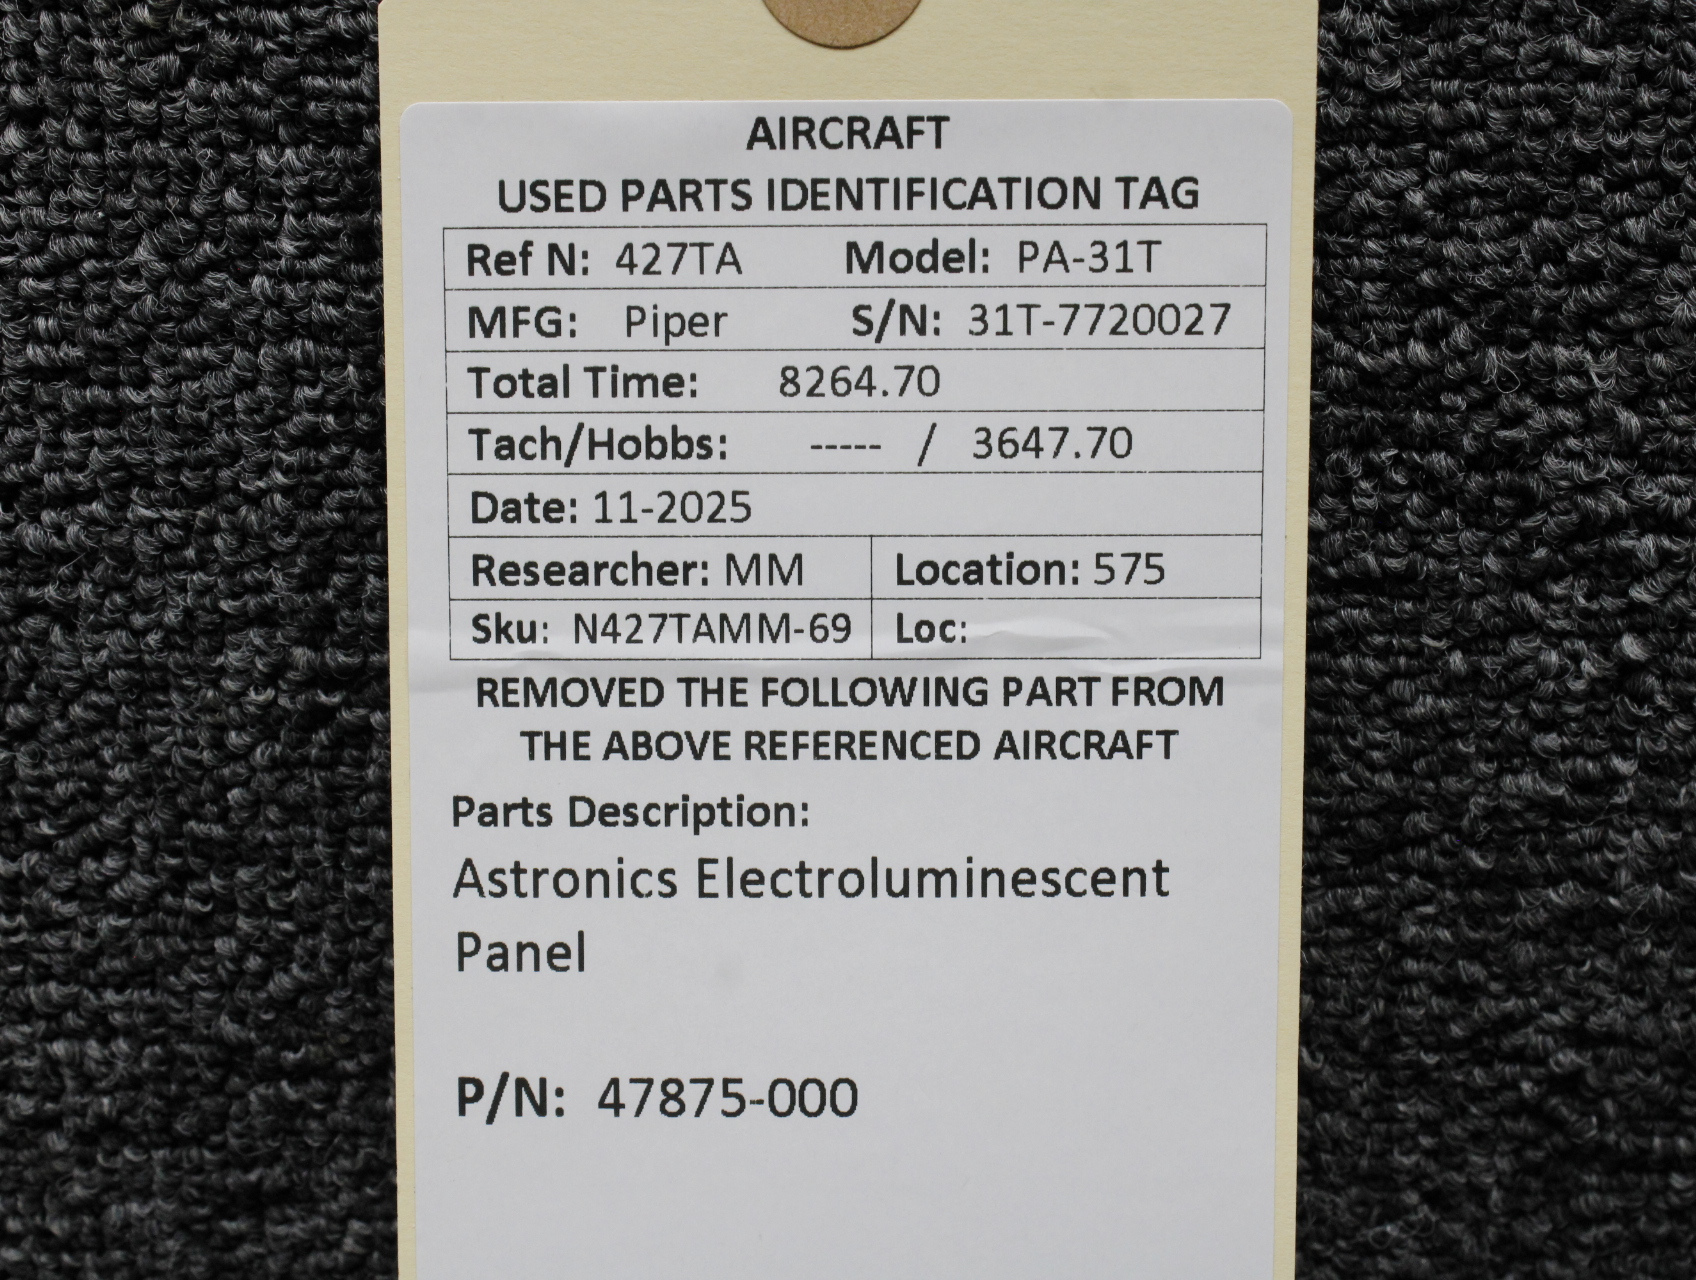 AIRCRAFT
USED PARTS IDENTIFICATION TAG
Ref N: 427TA Model: PA-31T
MFG: Piper S/N: 31T-7720027
Total Time: 8264.70
Tach/Hobbs: ----- / 3647.70
Date: 11-2025
Researcher: MM Location: 575
Sku: N427TAMM-69 Loc:
REMOVED THE FOLLOWING PART FROM
THE ABOVE REFERENCED AIRCRAFT
Parts Description:
Astronics Electroluminescent
Panel
P/N: 47875-000